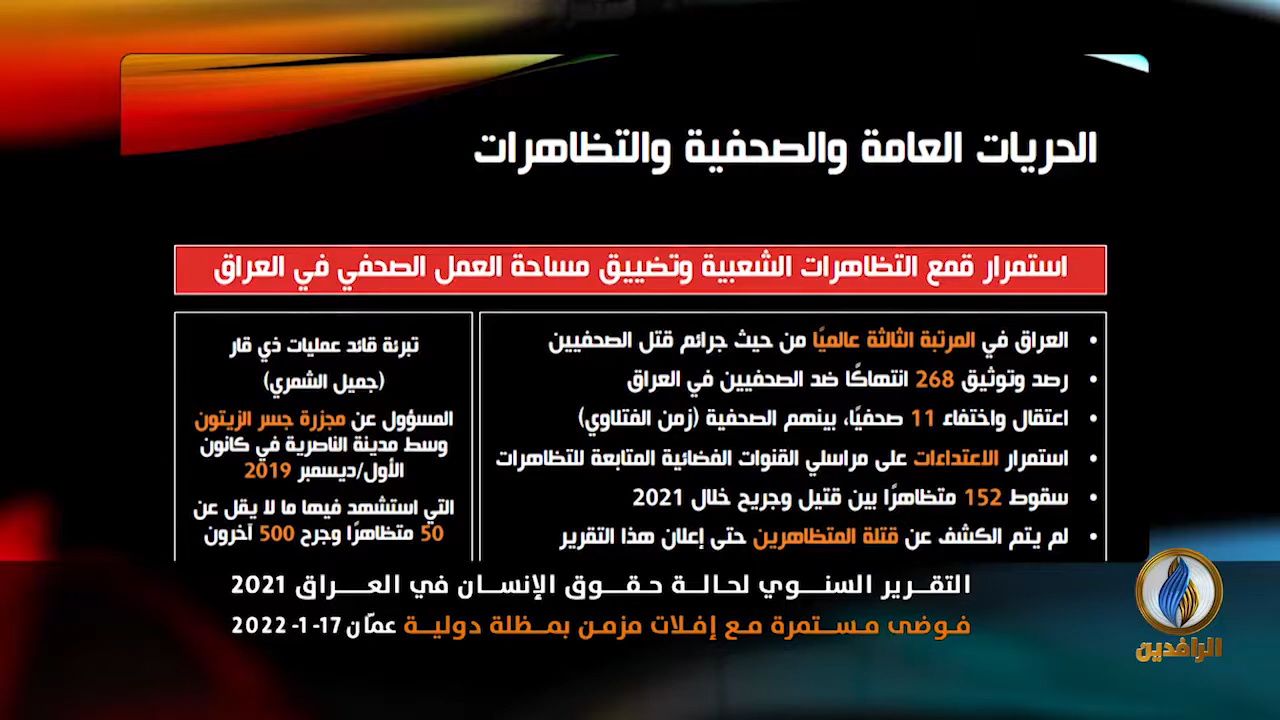 الحريات العامة والصحفية والتظاهرات
استمرار قمع التظاهرات الشعبية وتضييق مساحة العمل الصحفي في العراق
• العراق في المرتبة الثالثة عالميًا من حيث جرائم قتل الصحفيين
• رصد وتوثيق 268 انتهاكًا ضد الصحفيين في العراق
• اعتقال واختفاء 11 صحفيًا، بينهم الصحفية (زمن الفتلاوي)
• استمرار الاعتداءات على مراسلي القنوات الفضائية المتابعة للتظاهرات
• سقوط 152 متظاهرًا بين قتيل وجريح خلال 2021
• لم يتم الكشف عن قتلة المتظاهرين حتى إعلان هذا التقرير
تبرئة قائد عمليات ذي قار
(جميل الشمري)
المسؤول عن مجزرة جسر الزيتون
وسط مدينة الناصرية في كانون
الأول/ديسمبر 2019
التي استشهد فيها ما لا يقل عن
50 متظاهرًا وجرح 500 آخرون
التقرير السنوي لحالة حقوق الإنسان في العراق 2021
فوضى مستمرة مع إفلات مزمن بمظلة دولية عمّان 17-1- 2022
الرافدين